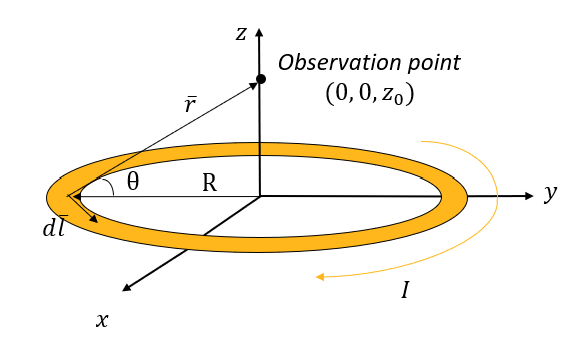 z
Observation point
(0, 0, z₀)
r̄
θ
R
y
dl̄
I
x